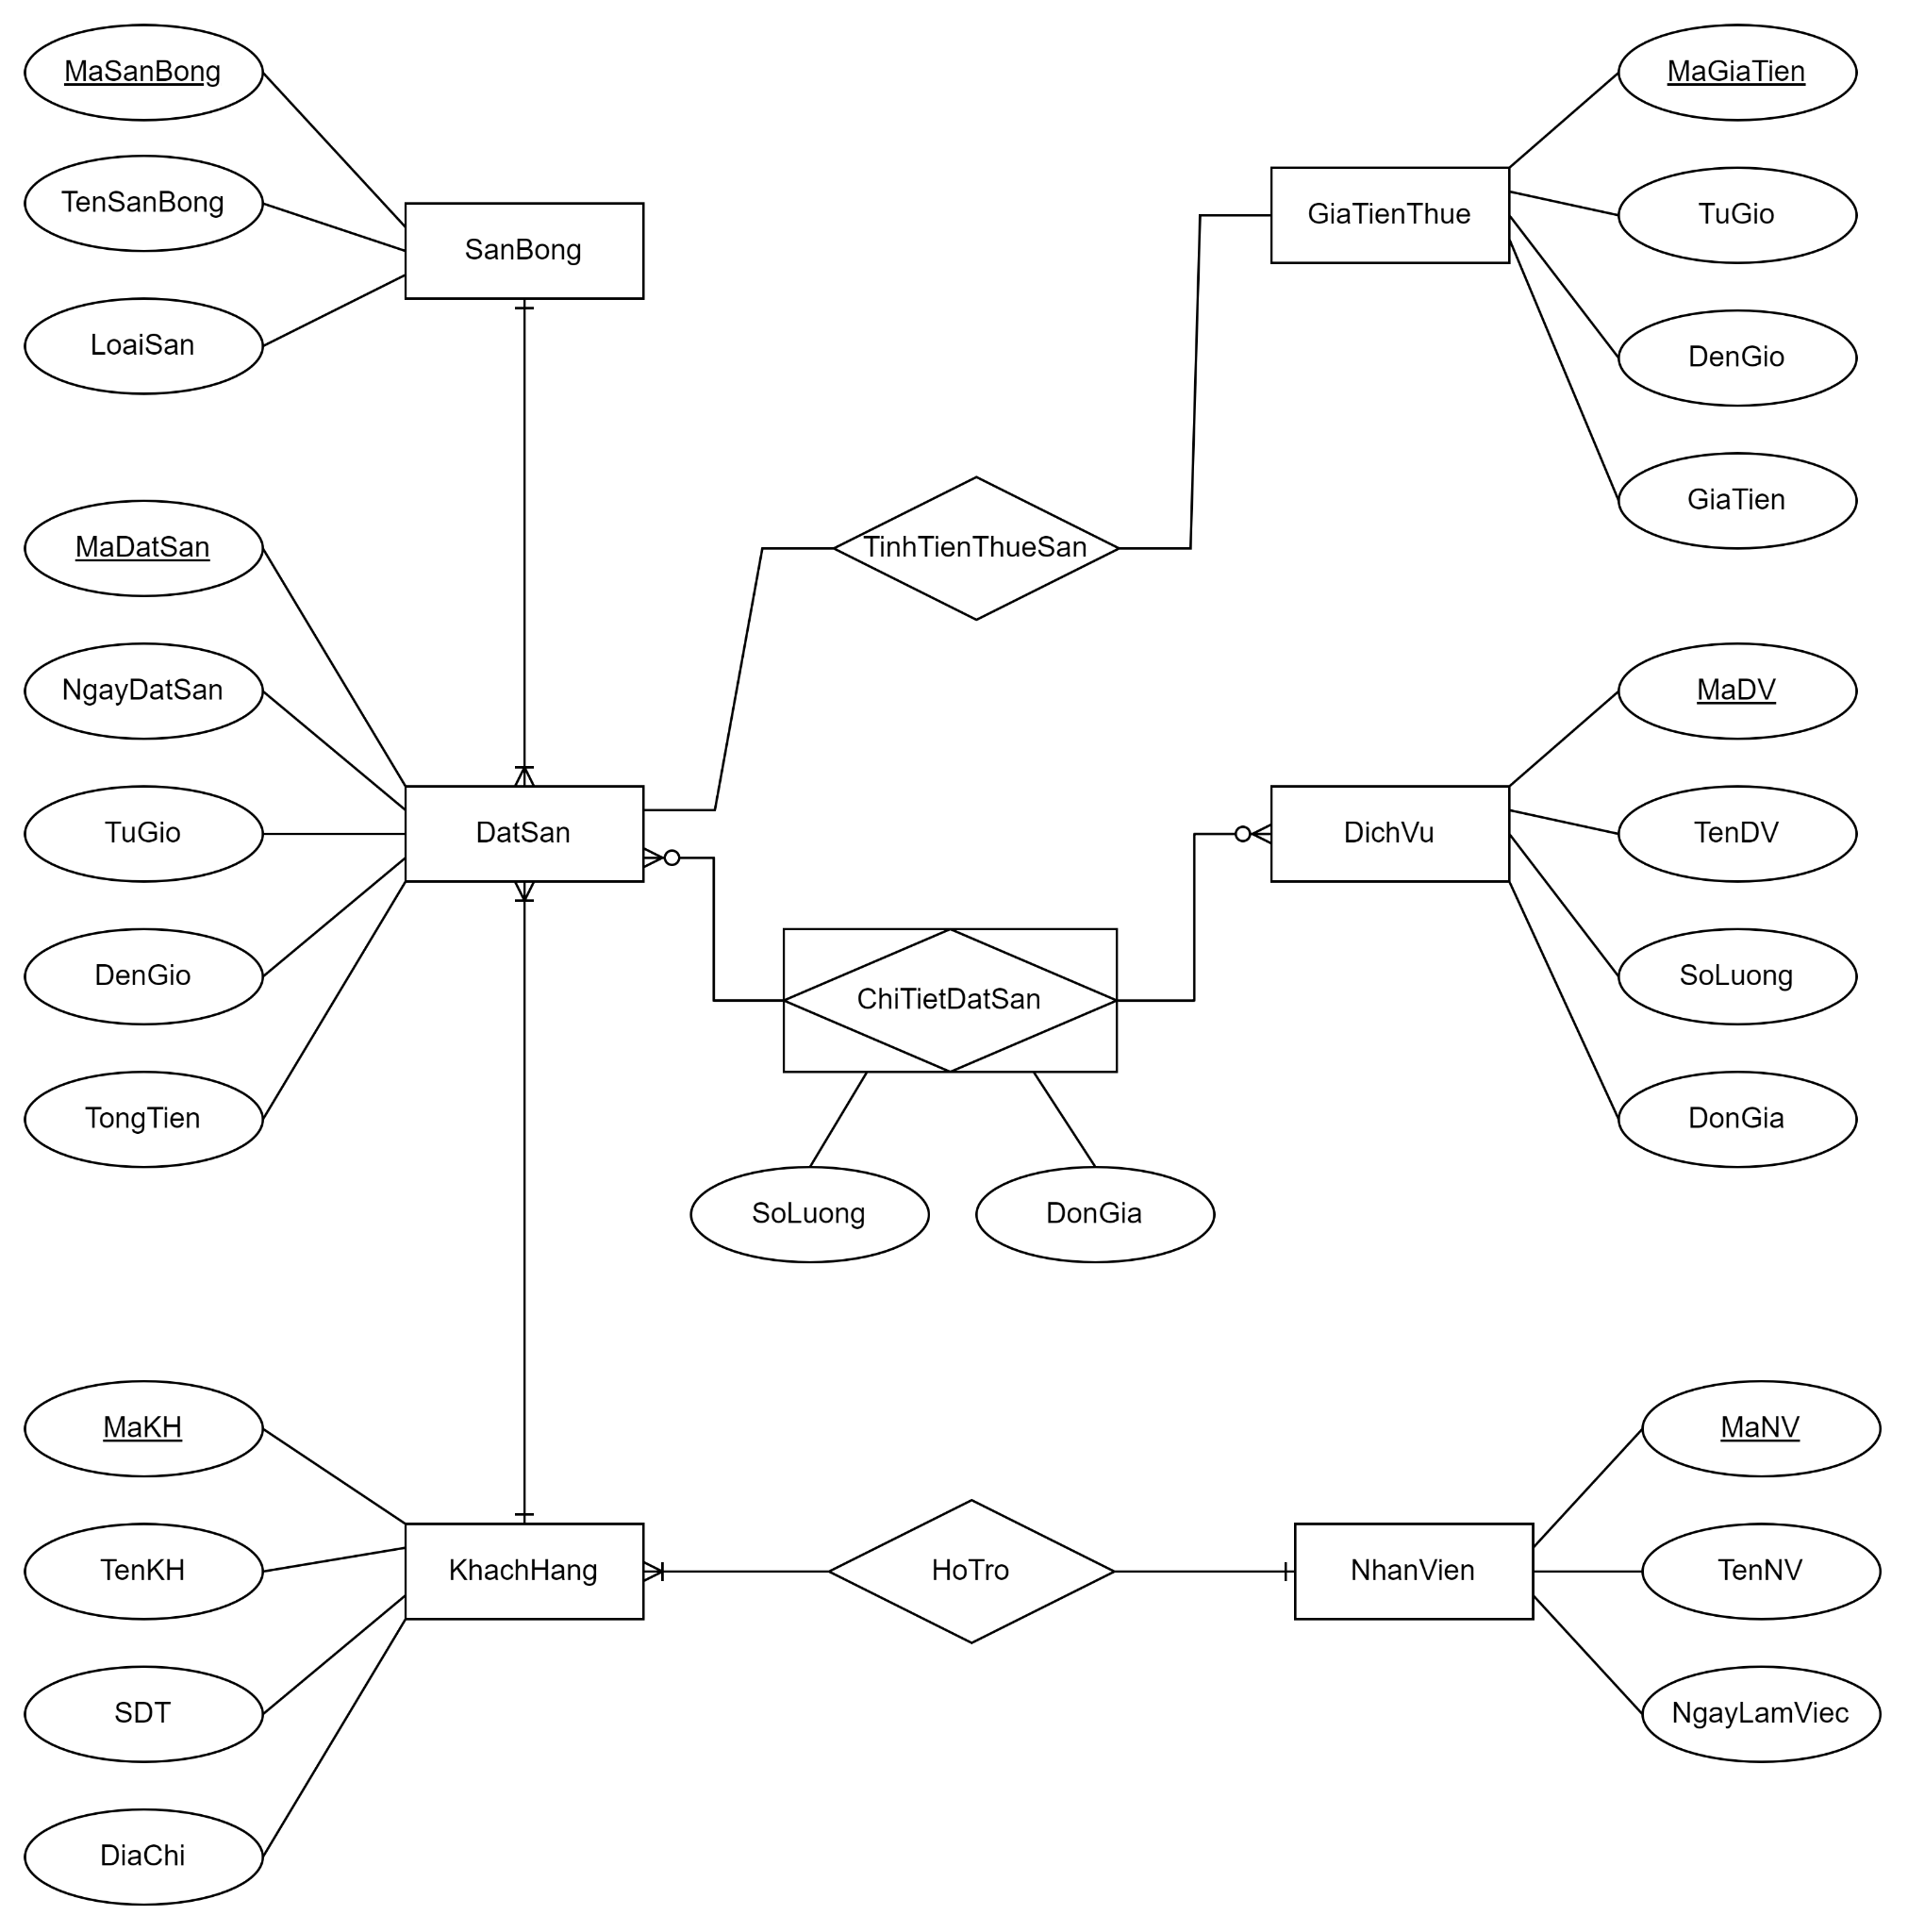 MaSanBong
TenSanBong
LoaiSan
SanBong
MaGiaTien
TuGio
DenGio
GiaTien
GiaTienThue
TinhTienThueSan
MaDatSan
NgayDatSan
TuGio
DenGio
TongTien
DatSan
MaDV
TenDV
SoLuong
DonGia
DichVu
ChiTietDatSan
SoLuong
DonGia
MaKH
TenKH
SDT
DiaChi
KhachHang
HoTro
NhanVien
MaNV
TenNV
NgayLamViec